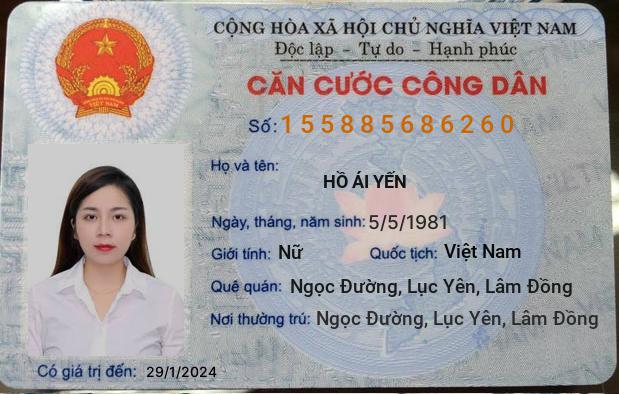 CỘNG HÒA XÃ HỘI CHỦ NGHĨA VIỆT NAM
Độc lập - Tự do - Hạnh phúc
CĂN CƯỚC CÔNG DÂN
Số: 155885686260
Họ và tên:
HỒ ÁI YẾN
Ngày, tháng, năm sinh: 5/5/1981
Giới tính: Nữ Quốc tịch: Việt Nam
Quê quán: Ngọc Đường, Lục Yên, Lâm Đồng
Nơi thường trú: Ngọc Đường, Lục Yên, Lâm Đồng
Có giá trị đến: 29/1/2024
VIỆT NAM